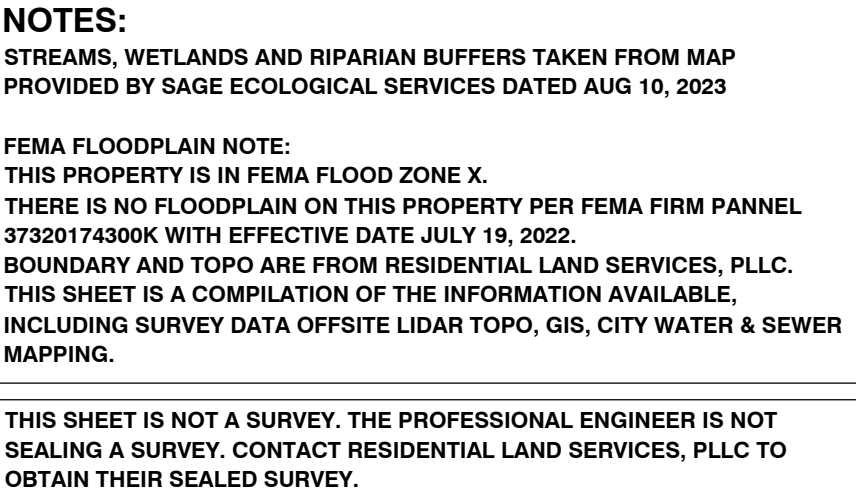 NOTES:
STREAMS, WETLANDS AND RIPARIAN BUFFERS TAKEN FROM MAP
PROVIDED BY SAGE ECOLOGICAL SERVICES DATED AUG 10, 2023
FEMA FLOODPLAIN NOTE:
THIS PROPERTY IS IN FEMA FLOOD ZONE X.
THERE IS NO FLOODPLAIN ON THIS PROPERTY PER FEMA FIRM PANNEL
37320174300K WITH EFFECTIVE DATE JULY 19, 2022.
BOUNDARY AND TOPO ARE FROM RESIDENTIAL LAND SERVICES, PLLC.
THIS SHEET IS A COMPILATION OF THE INFORMATION AVAILABLE,
INCLUDING SURVEY DATA OFFSITE LIDAR TOPO, GIS, CITY WATER & SEWER
MAPPING.
THIS SHEET IS NOT A SURVEY. THE PROFESSIONAL ENGINEER IS NOT
SEALING A SURVEY. CONTACT RESIDENTIAL LAND SERVICES, PLLC TO
OBTAIN THEIR SEALED SURVEY.